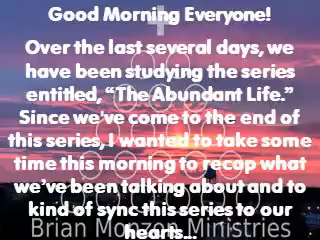 Good Morning Everyone!
Over the last several days, we
have been studying the series
entitled, “The Abundant Life.”
Since we've come to the end of
this series, I wanted to take some
time this morning to recap what
we’ve been talking about and to
kind of sync this series to our
hearts...
Brian Monzon Ministries